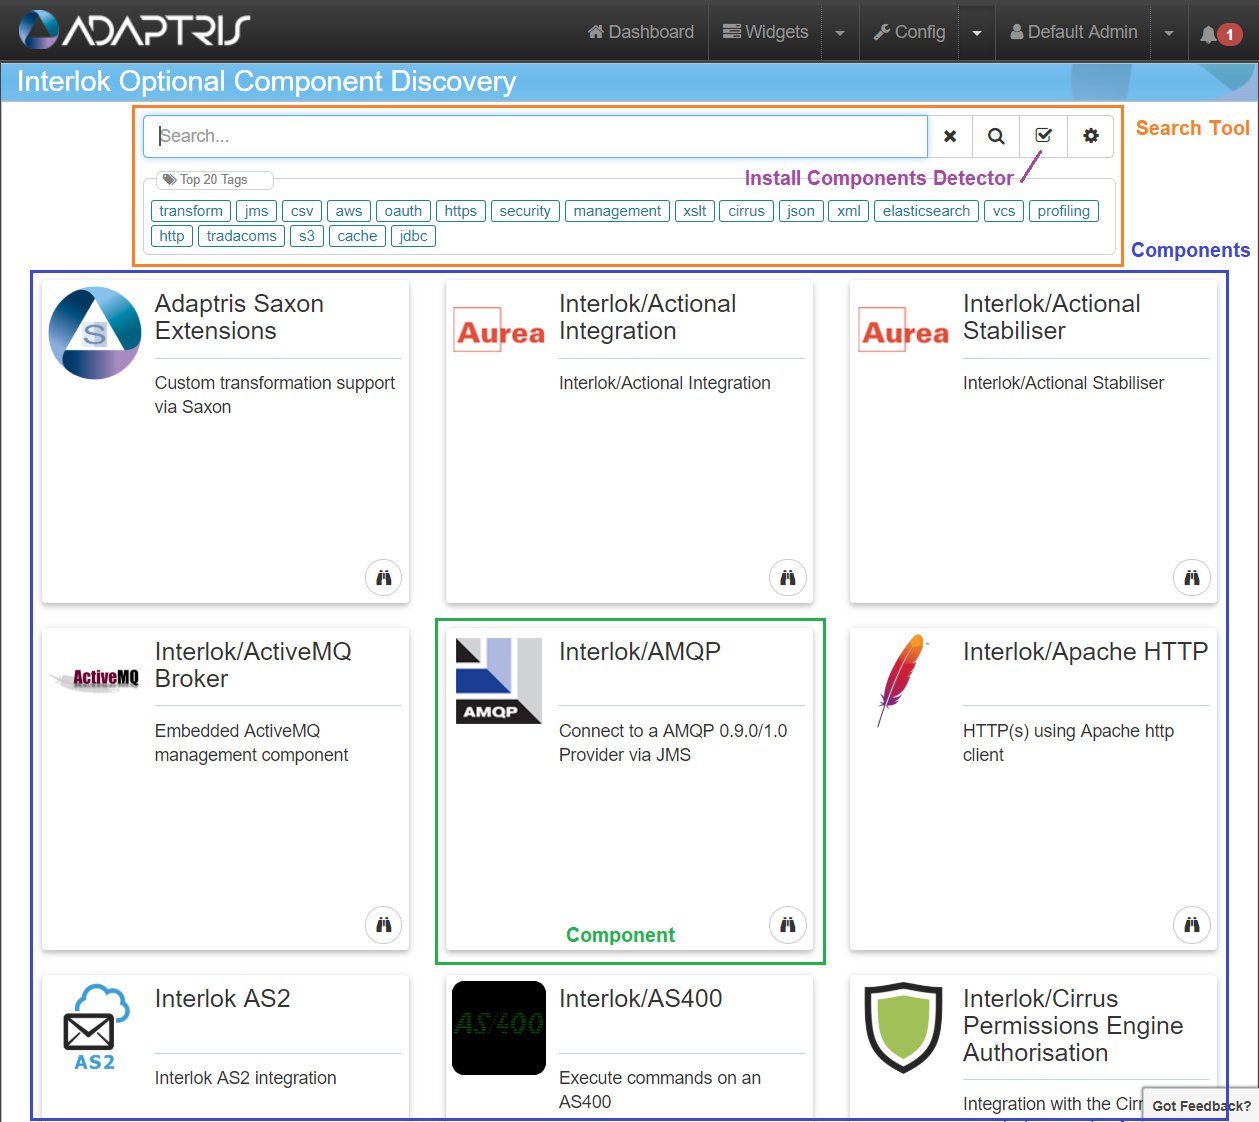 ADAPTRIS
Dashboard
Widgets
Config
Default Admin
1
Interlok Optional Component Discovery
Search...
Search Tool
Install Components Detector
Top 20 Tags
transform jms csv aws oauth https security management xslt cirrus json xml elasticsearch vcs profiling
http tradacoms s3 cache jdbc
Components
S
Adaptris Saxon
Extensions
Custom transformation support
via Saxon
Aurea
Interlok/Actional
Integration
Interlok/Actional Integration
Aurea
Interlok/Actional
Stabiliser
Interlok/Actional Stabiliser
ActiveMQ
Interlok/ActiveMQ
Broker
Embedded ActiveMQ
management component
AMQP
Interlok/AMQP
Connect to a AMQP 0.9.0/1.0
Provider via JMS
Component
Interlok/Apache HTTP
HTTP(s) using Apache http
client
AS2
Interlok AS2
Interlok AS2 integration
AS/400
Interlok/AS400
Execute commands on an
AS400
Interlok/Cirrus
Permissions Engine
Authorisation
Integration with the Cirr
Got Feedback?